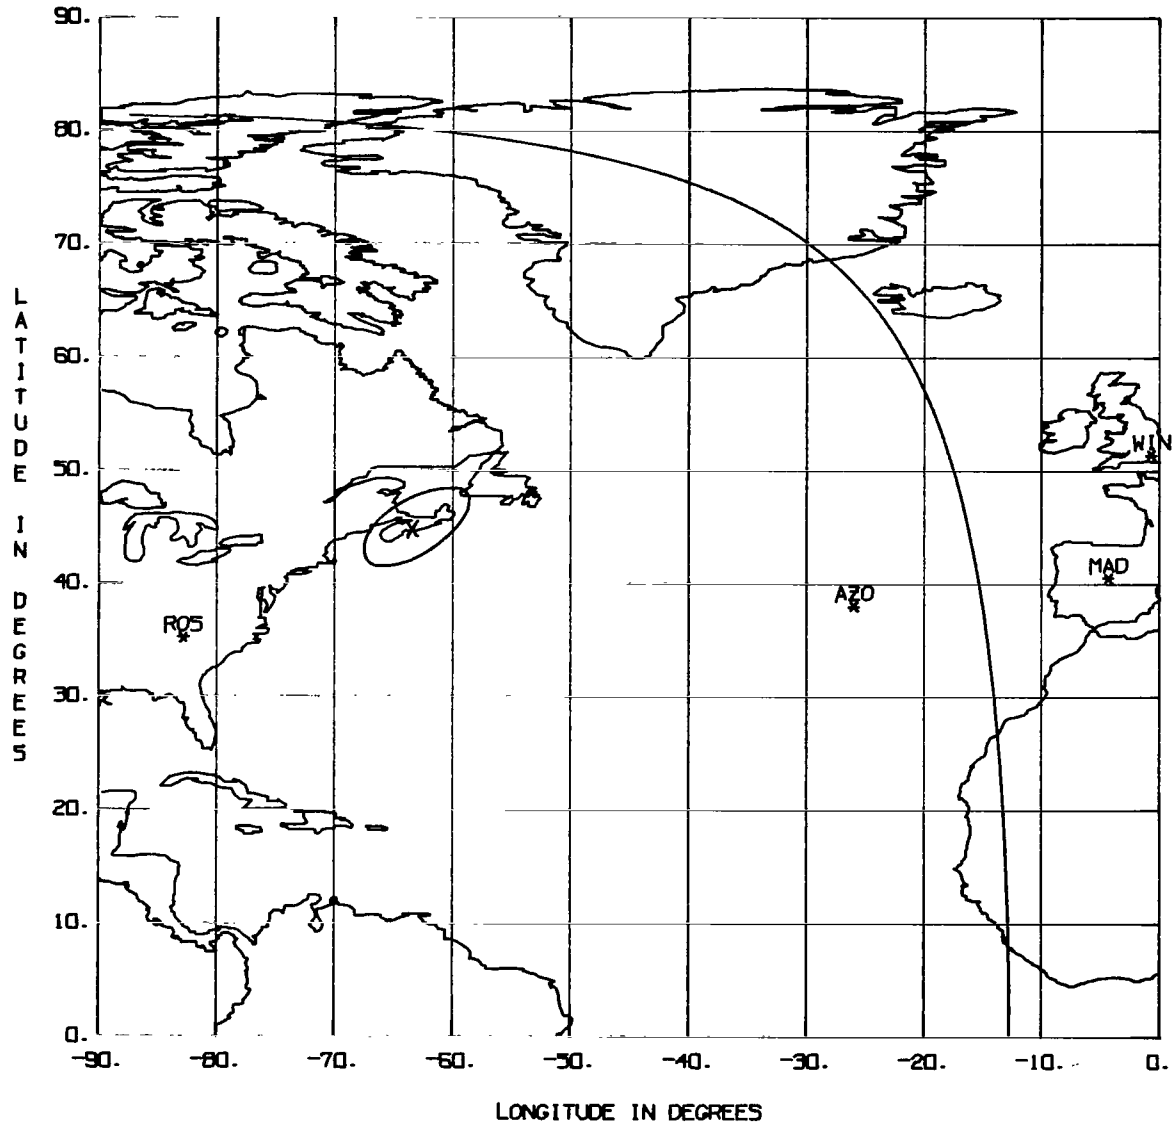 90.
80.
70.
60.
50.
40.
30.
20.
10.
0.
LATITUDE IN DEGREES
WIN
MAD
AZO
ROS
-90. -80. -70. -60. -50. -40. -30. -20. -10. 0.
LONGITUDE IN DEGREES